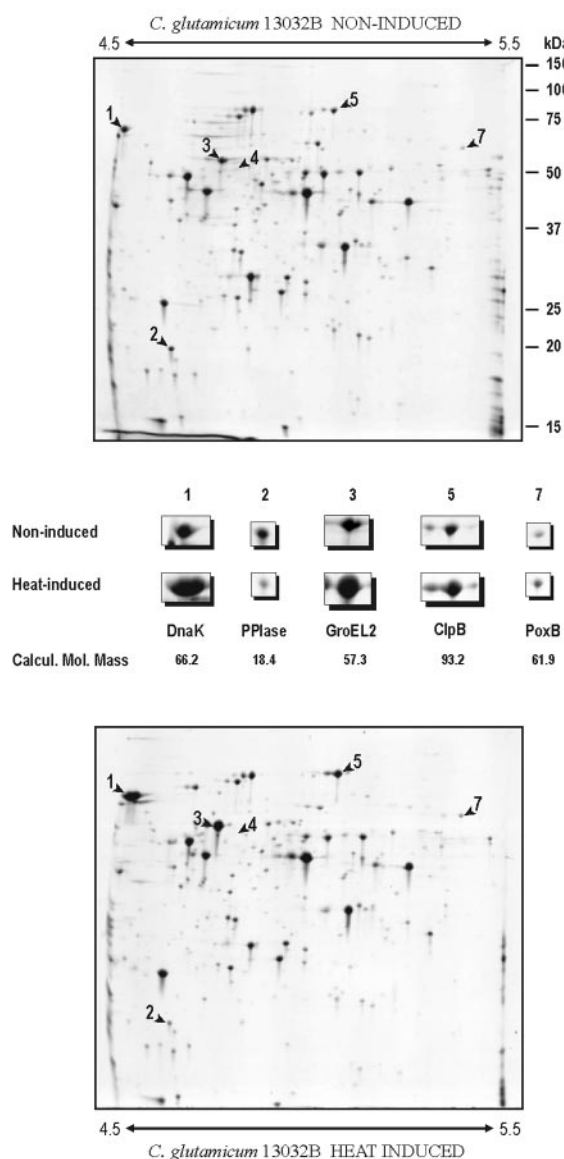 C. glutamicum 13032B NON-INDUCED
4.5 5.5 kDa
150
100
75
50
37
25
20
15
1
5
7
3
4
2
1 2 3 5 7
Non-induced
Heat-induced
DnaK PPIase GroEL2 ClpB PoxB
Calcul. Mol. Mass 66.2 18.4 57.3 93.2 61.9
5
1
7
3
4
2
4.5 5.5
C. glutamicum 13032B HEAT INDUCED